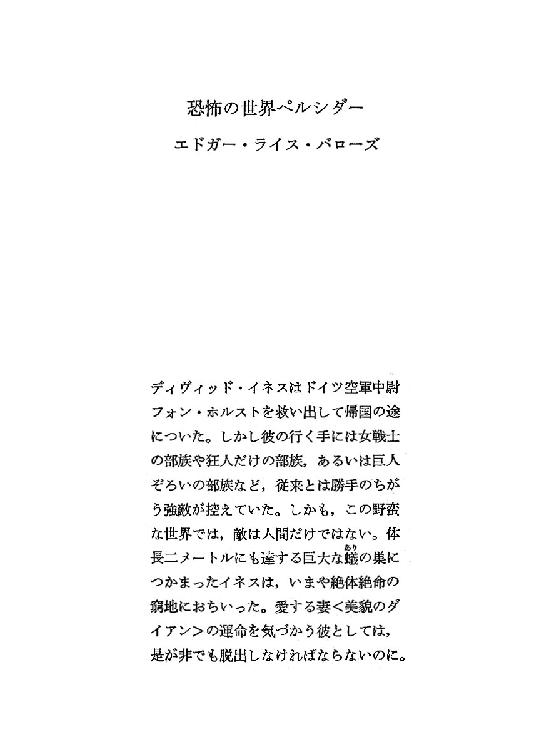 恐怖の世界ペルシダー
エドガー・ライス・バローズ
ディヴィッド・イネスはドイツ空軍中尉
フォン・ホルストを救い出して帰国の途
についた。しかし彼の行く手には女戦士
の部族や狂人だけの部族，あるいは巨人
ぞろいの部族など，従来とは勝手のちが
う強敵が控えていた。しかも，この野蛮
な世界では，敵は人間だけではない。体
長二メートルにも達する巨大な蟻の巣に
つかまったイネスは，いまや絶体絶命の
窮地におちいった。愛する妻<美貌のダ
イアン>の運命を気づかう彼としては，
是が非でも脱出しなければならないのに。